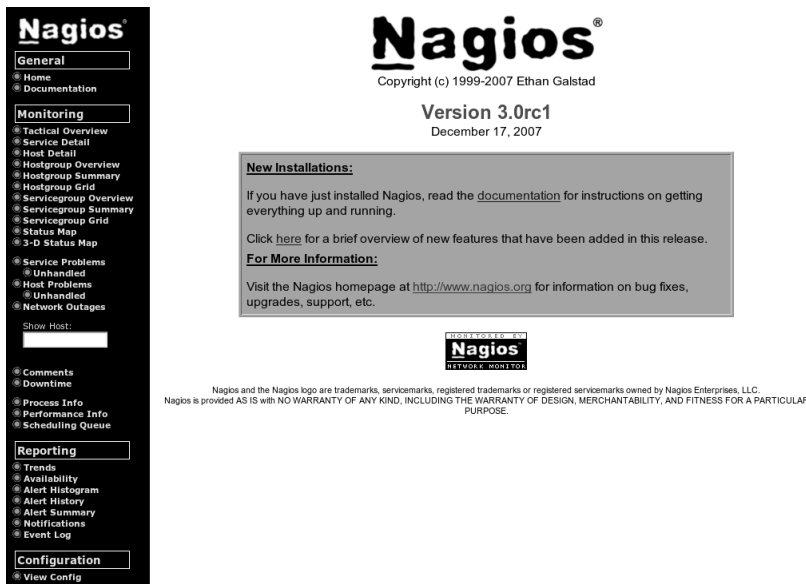 Nagios®
General
Home
Documentation
Monitoring
Tactical Overview
Service Detail
Host Detail
Hostgroup Overview
Hostgroup Summary
Hostgroup Grid
Servicegroup Overview
Servicegroup Summary
Servicegroup Grid
Status Map
3-D Status Map
Service Problems
Unhandled
Host Problems
Unhandled
Network Outages
Show Host:
Comments
Downtime
Process Info
Performance Info
Scheduling Queue
Reporting
Trends
Availability
Alert Histogram
Alert History
Alert Summary
Notifications
Event Log
Configuration
View Config
Nagios®
Copyright (c) 1999-2007 Ethan Galstad
Version 3.0rc1
December 17, 2007
New Installations:
If you have just installed Nagios, read the documentation for instructions on getting
everything up and running.
Click here for a brief overview of new features that have been added in this release.
For More Information:
Visit the Nagios homepage at http://www.nagios.org for information on bug fixes,
upgrades, support, etc.
MONITORED BY
Nagios
NETWORK MONITOR
Nagios and the Nagios logo are trademarks, servicemarks, registered trademarks or registered servicemarks owned by Nagios Enterprises, LLC.
Nagios is provided AS IS with NO WARRANTY OF ANY KIND, INCLUDING THE WARRANTY OF DESIGN, MERCHANTABILITY, AND FITNESS FOR A PARTICULAR
PURPOSE.